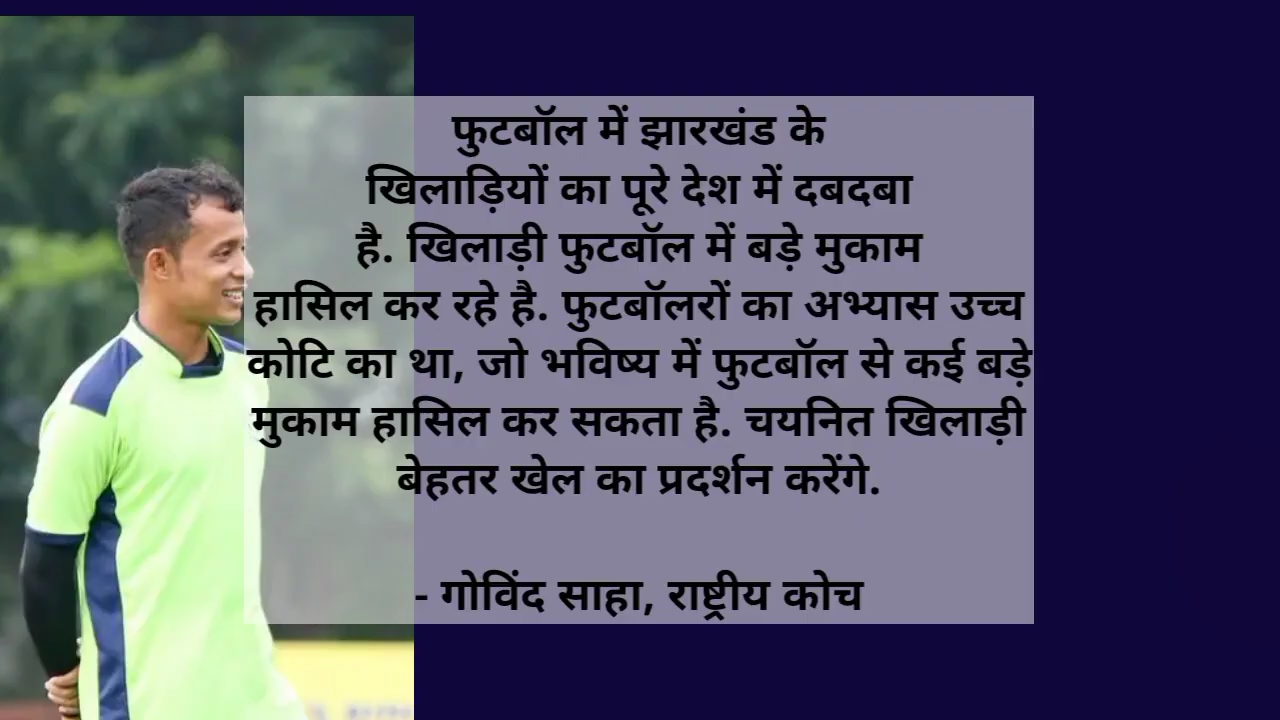 फुटबॉल में झारखंड के
खिलाड़ियों का पूरे देश में दबदबा
है. खिलाड़ी फुटबॉल में बड़े मुकाम
हासिल कर रहे है. फुटबॉलरों का अभ्यास उच्च
कोटि का था, जो भविष्य में फुटबॉल से कई बड़े
मुकाम हासिल कर सकता है. चयनित खिलाड़ी
बेहतर खेल का प्रदर्शन करेंगे.
- गोविंद साहा, राष्ट्रीय कोच